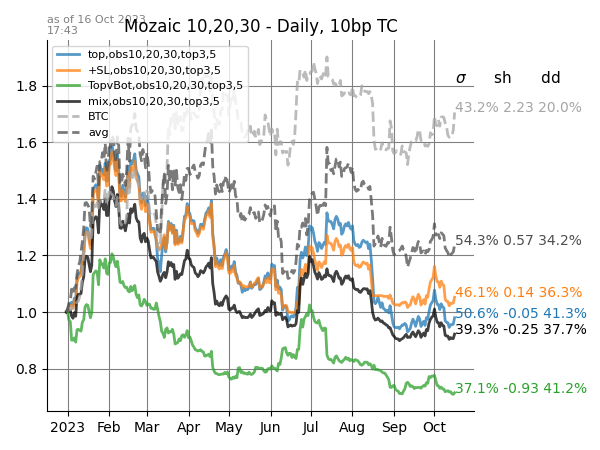 as of 16 Oct 2023
17:43
Mozaic 10,20,30 - Daily, 10bp TC
top,obs10,20,30,top3,5
+SL,obs10,20,30,top3,5
TopvBot,obs10,20,30,top3,5
mix,obs10,20,30,top3,5
BTC
avg
σ sh dd
43.2% 2.23 20.0%
54.3% 0.57 34.2%
46.1% 0.14 36.3%
50.6% -0.05 41.3%
39.3% -0.25 37.7%
37.1% -0.93 41.2%
1.8
1.6
1.4
1.2
1.0
0.8
2023 Feb Mar Apr May Jun Jul Aug Sep Oct